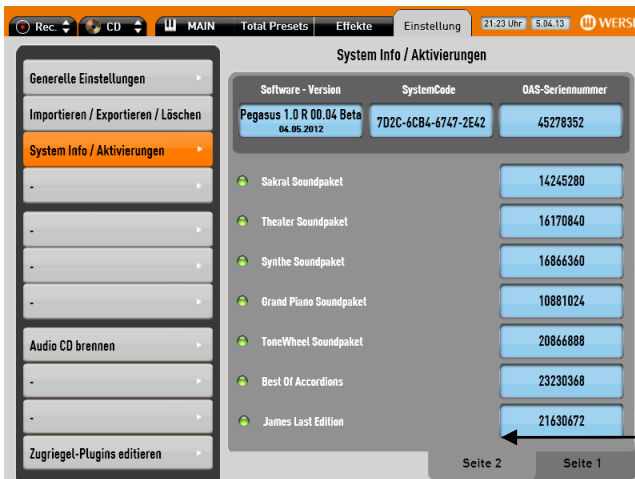 Rec. CD MAIN Total Presets Effekte Einstellung 21:23 Uhr 5.04.13 WERSI
System Info / Aktivierungen
Generelle Einstellungen
Importieren / Exportieren / Löschen
System Info / Aktivierungen
-
-
-
-
Audio CD brennen
-
-
Zugriegel-Plugins editieren
Software - Version SystemCode OAS-Seriennummer
Pegasus 1.0 R 00.04 Beta 7D2C-6CB4-6747-2E42 45278352
04.05.2012
Sakral Soundpaket 14245280
Theater Soundpaket 16170840
Synthe Soundpaket 16866360
Grand Piano Soundpaket 10881024
ToneWheel Soundpaket 20866888
Best Of Accordions 23230368
James Last Edition 21630672
Seite 2 Seite 1